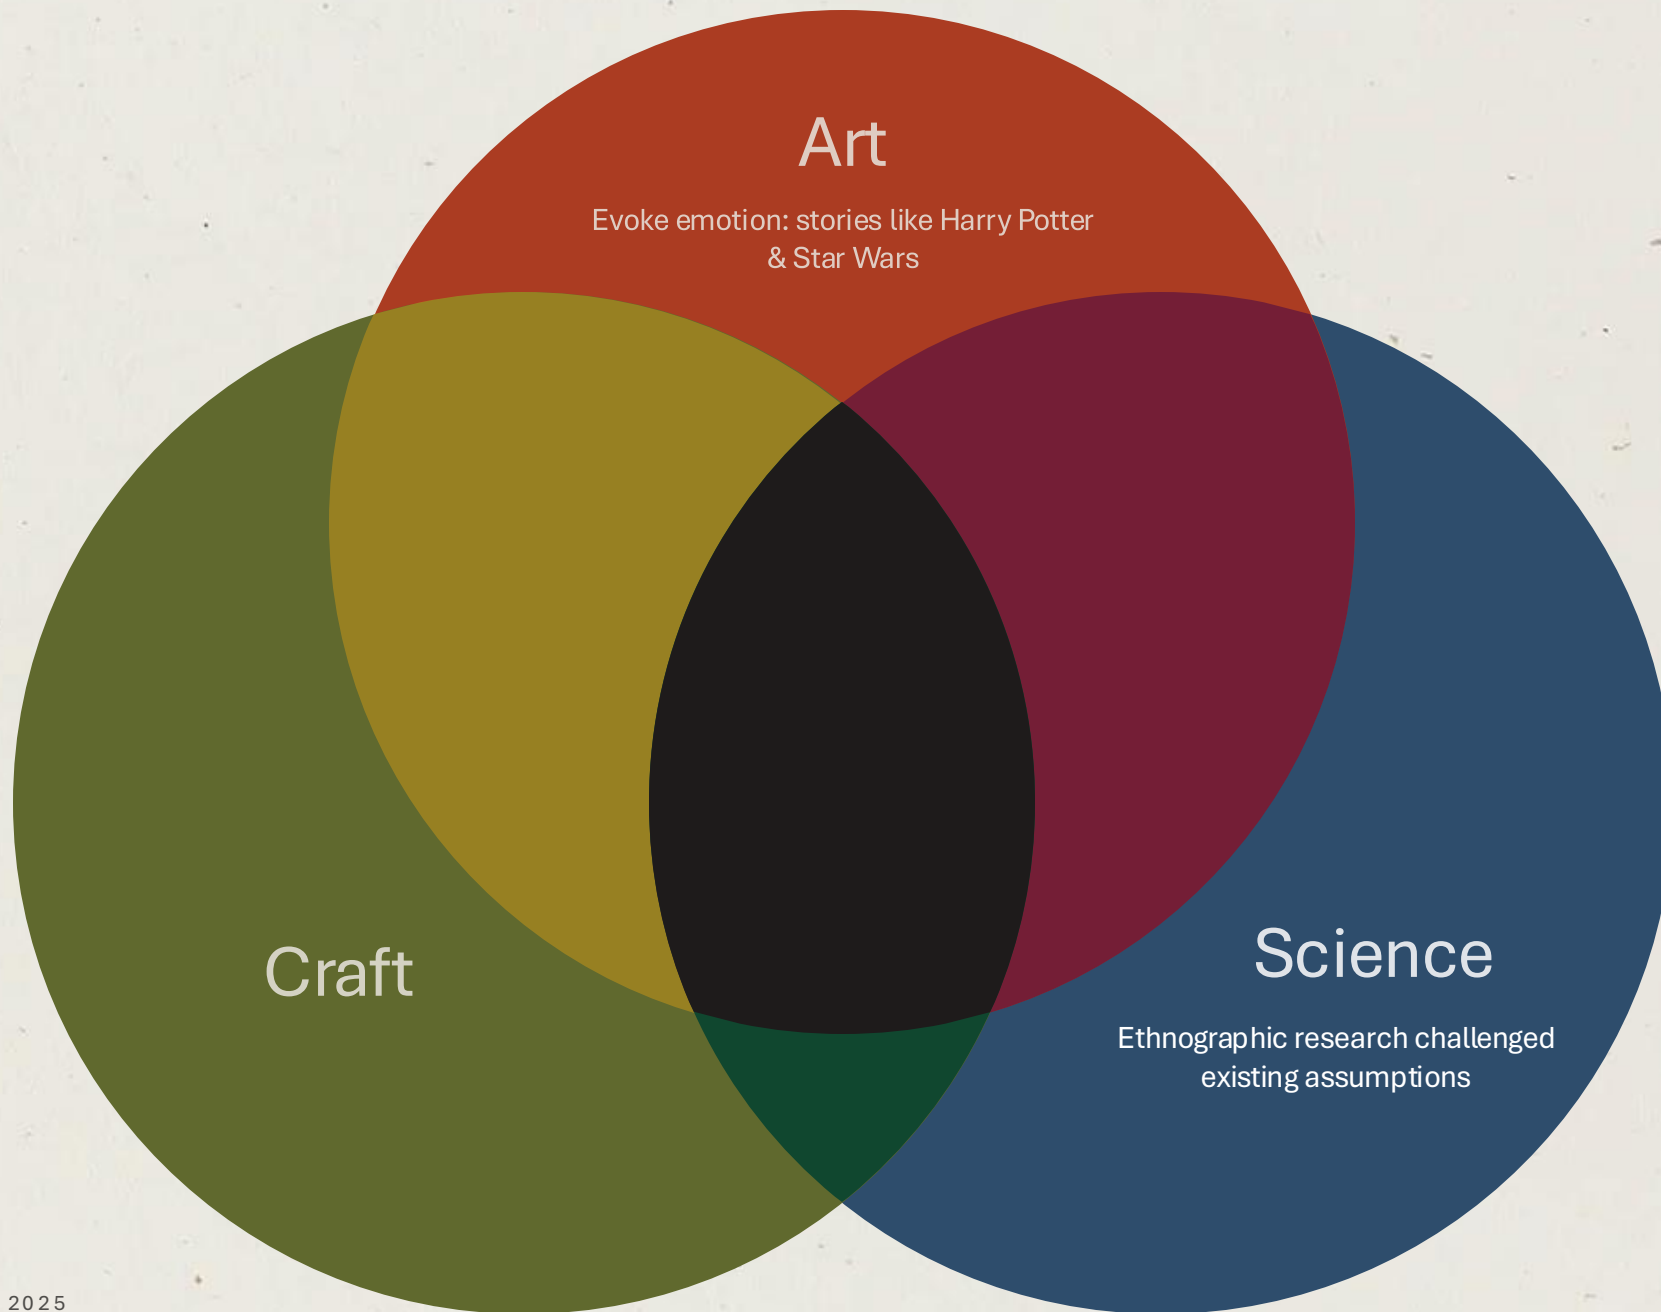 Art
Evoke emotion: stories like Harry Potter
& Star Wars
Craft
Science
Ethnographic research challenged
existing assumptions
2025